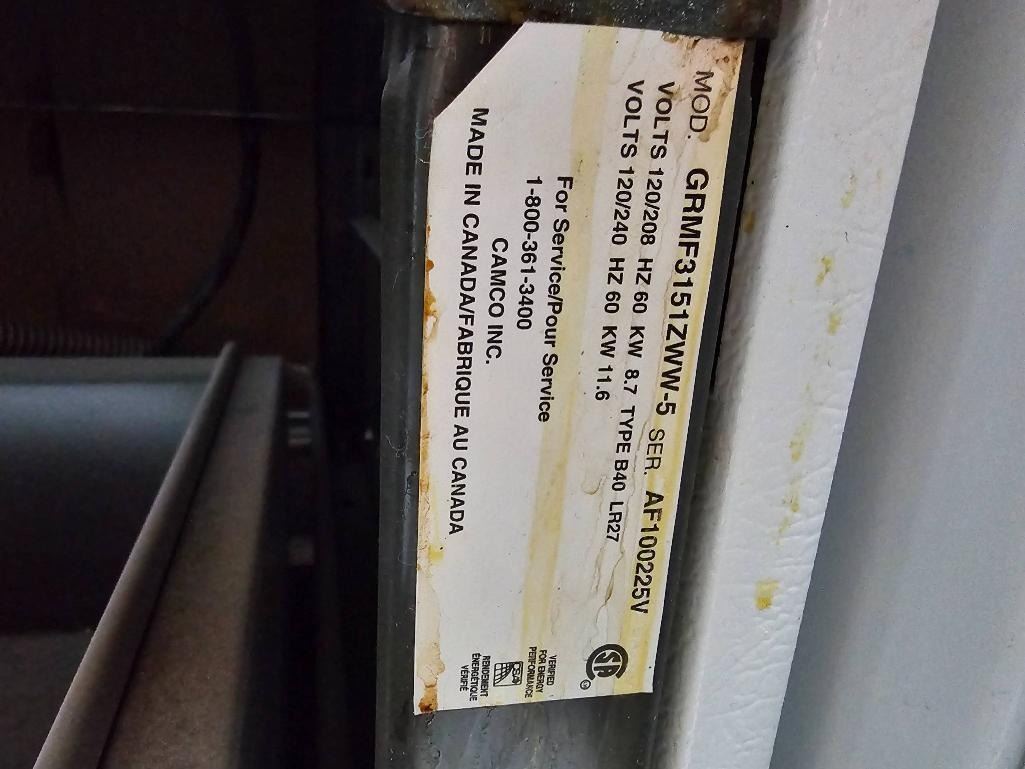 MOD. GRMF3151ZWW-5 SER. AF100225V
VOLTS 120/208 HZ 60 KW 8.7 TYPE B40 LR27
VOLTS 120/240 HZ 60 KW 11.6
For Service/Pour Service
1-800-361-3400
CAMCO INC.
MADE IN CANADA/FABRIQUE AU CANADA
VERIFIED
FOR ENERGY
PERFORMANCE
RENDEMENT
ÉNERGÉTIQUE
VÉRIFIÉ